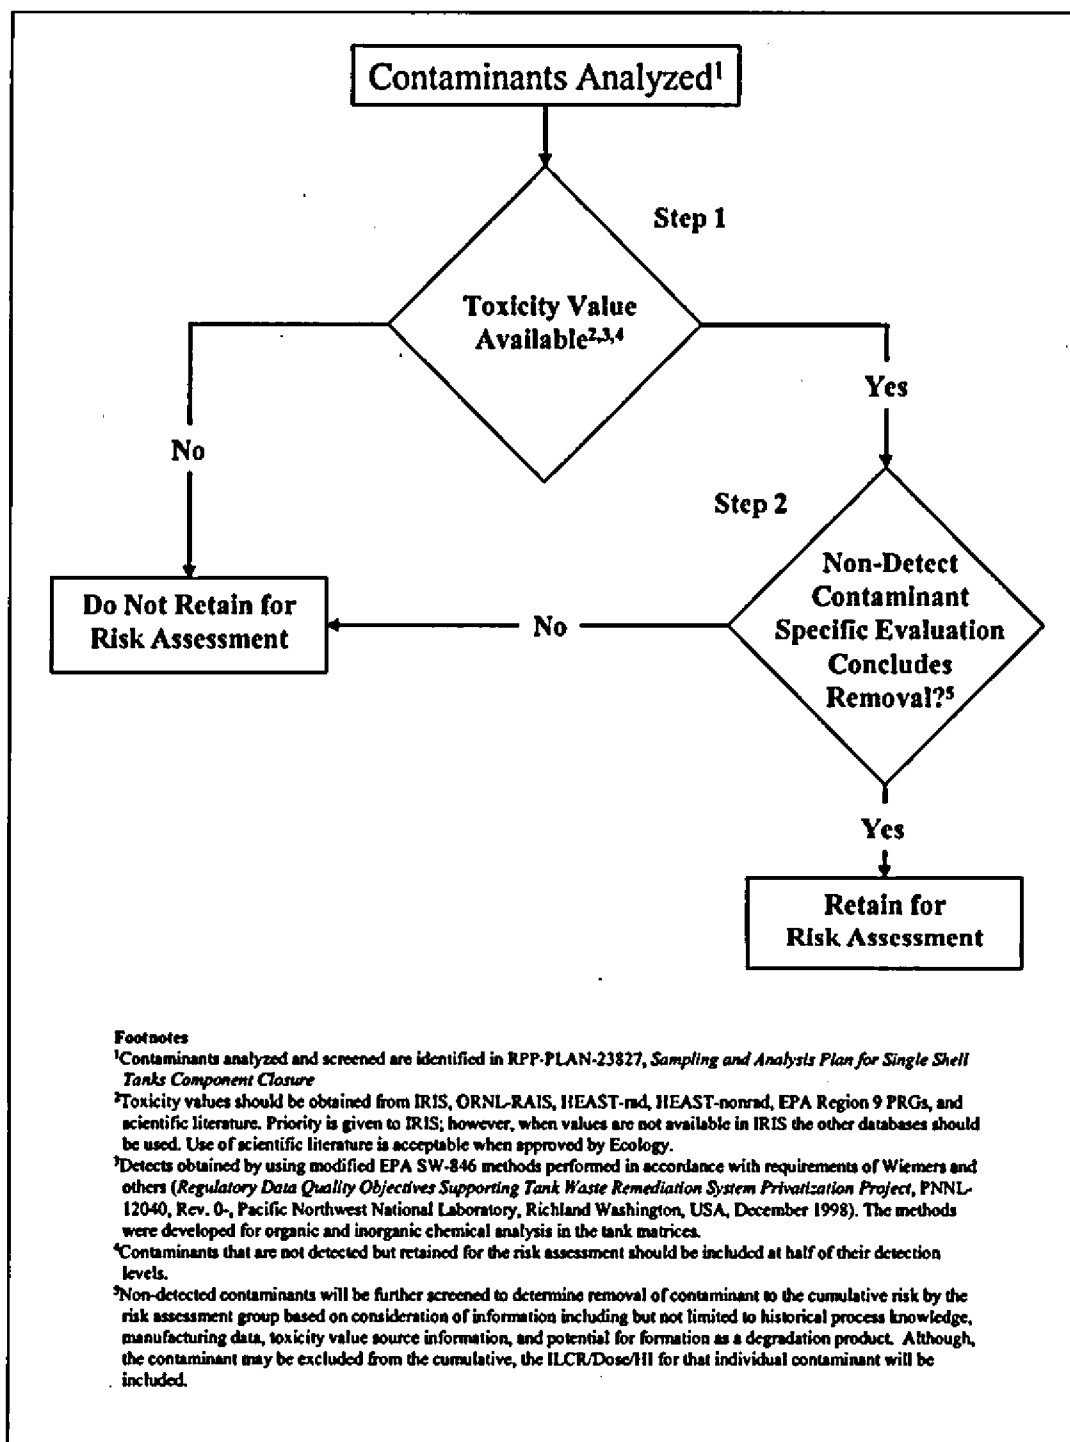 Contaminants Analyzed¹
Step 1
Toxicity Value
Available²,³,⁴
Yes
No
Step 2
Non-Detect
Contaminant
Specific Evaluation
Concludes
Removal?⁵
Do Not Retain for
Risk Assessment
No
Yes
Retain for
Risk Assessment
Footnotes
¹Contaminants analyzed and screened are identified in RPP-PLAN-23827, Sampling and Analysis Plan for Single Shell
Tanks Component Closure
²Toxicity values should be obtained from IRIS, ORNL-RAIS, HEAST-rad, HEAST-nonrad, EPA Region 9 PRGs, and
scientific literature. Priority is given to IRIS; however, when values are not available in IRIS the other databases should
be used. Use of scientific literature is acceptable when approved by Ecology.
³Detects obtained by using modified EPA SW-846 methods performed in accordance with requirements of Wiemers and
others (Regulatory Data Quality Objectives Supporting Tank Waste Remediation System Privatization Project, PNNL-
12040, Rev. 0-, Pacific Northwest National Laboratory, Richland Washington, USA, December 1998). The methods
were developed for organic and inorganic chemical analysis in the tank matrices.
⁴Contaminants that are not detected but retained for the risk assessment should be included at half of their detection
levels.
⁵Non-detected contaminants will be further screened to determine removal of contaminant to the cumulative risk by the
risk assessment group based on consideration of information including but not limited to historical process knowledge,
manufacturing data, toxicity value source information, and potential for formation as a degradation product. Although,
the contaminant may be excluded from the cumulative, the ILCR/Dose/HI for that individual contaminant will be
included.